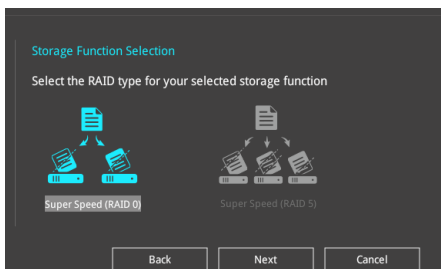 Storage Function Selection
Select the RAID type for your selected storage function
Super Speed (RAID 0)
Super Speed (RAID 5)
Back
Next
Cancel